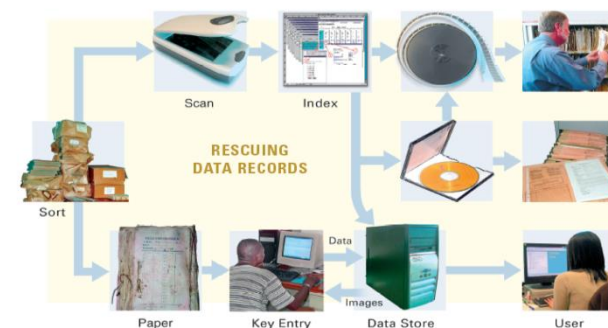 Scan
Index
RESCUING
DATA RECORDS
Sort
Data
Images
Paper
Key Entry
Data Store
User